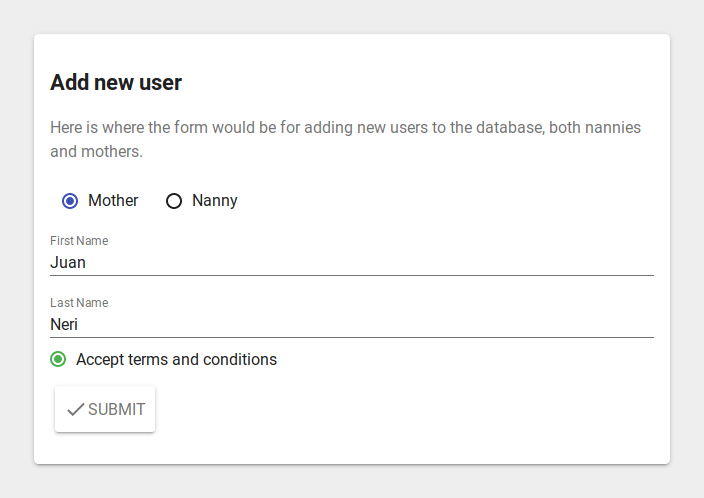 Add new user
Here is where the form would be for adding new users to the database, both nannies
and mothers.
Mother Nanny
First Name
Juan
Last Name
Neri
Accept terms and conditions
SUBMIT